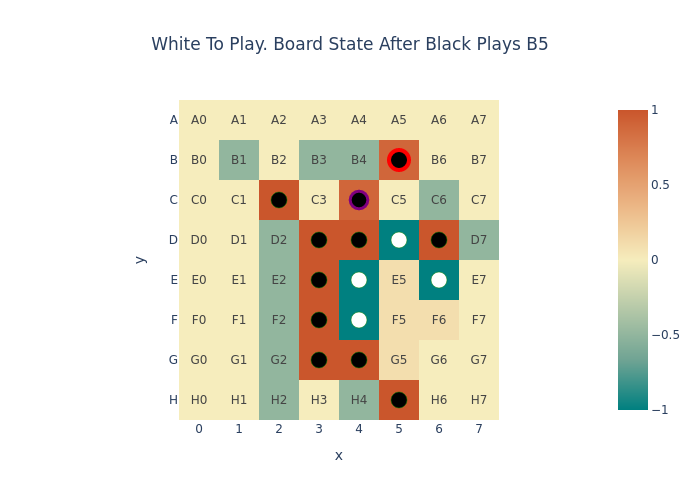 White To Play. Board State After Black Plays B5
A A0 A1 A2 A3 A4 A5 A6 A7
B B0 B1 B2 B3 B4 B6 B7
C C0 C1 C3 C5 C6 C7
D D0 D1 D2 D7
E E0 E1 E2 E5 E7
F F0 F1 F2 F5 F6 F7
G G0 G1 G2 G5 G6 G7
H H0 H1 H2 H3 H4 H6 H7
0 1 2 3 4 5 6 7
x
y
1
0.5
0
−0.5
−1